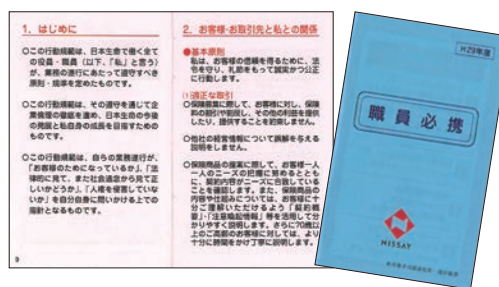 1. はじめに
○この行動規範は、日本生命で働く全て
の役員・職員（以下、「私」と言う）
が、業務の遂行にあたって遵守すべき
原則・規準を定めたものです。
○この行動規範は、その遵守を通じて企
業倫理の徹底を進め、日本生命の今後
の発展と私自身の成長を目指すための
ものです。
○この行動規範は、自らの業務遂行が、
「お客様のためになっているか」、「法
律的に見て、また社会通念から見て正
しいかどうか」、「人権を侵害していな
いか」を自分自身に問いかける上での
指針となるものです。
9
2. お客様・お取引先と私との関係
●基本原則
私は、お客様の信頼を得るために、法
令を守り、礼節をもって誠実かつ公正
に行動します。
(1)適正な取引
○保険募集に際して、お客様に対し、保険
料の割引や割戻し、その他の利益を提供
したり、提供することを約束しません。
○他社の経営情報について誤解を与える
説明をしません。
○保険商品の提案に際して、お客様一人
一人のニーズの把握に努めるととも
に、契約内容がニーズに合致している
ことを確認します。また、保険商品の
内容や仕組みについては、お客様に十
分ご理解いただけるよう「契約概
要」・「注意喚起情報」等を活用して分
かりやすく説明します。さらに70歳以
上のご高齢のお客様に対しては、より
十分に時間をかけ丁寧に説明します。
H29年度
職員必携
NISSAY